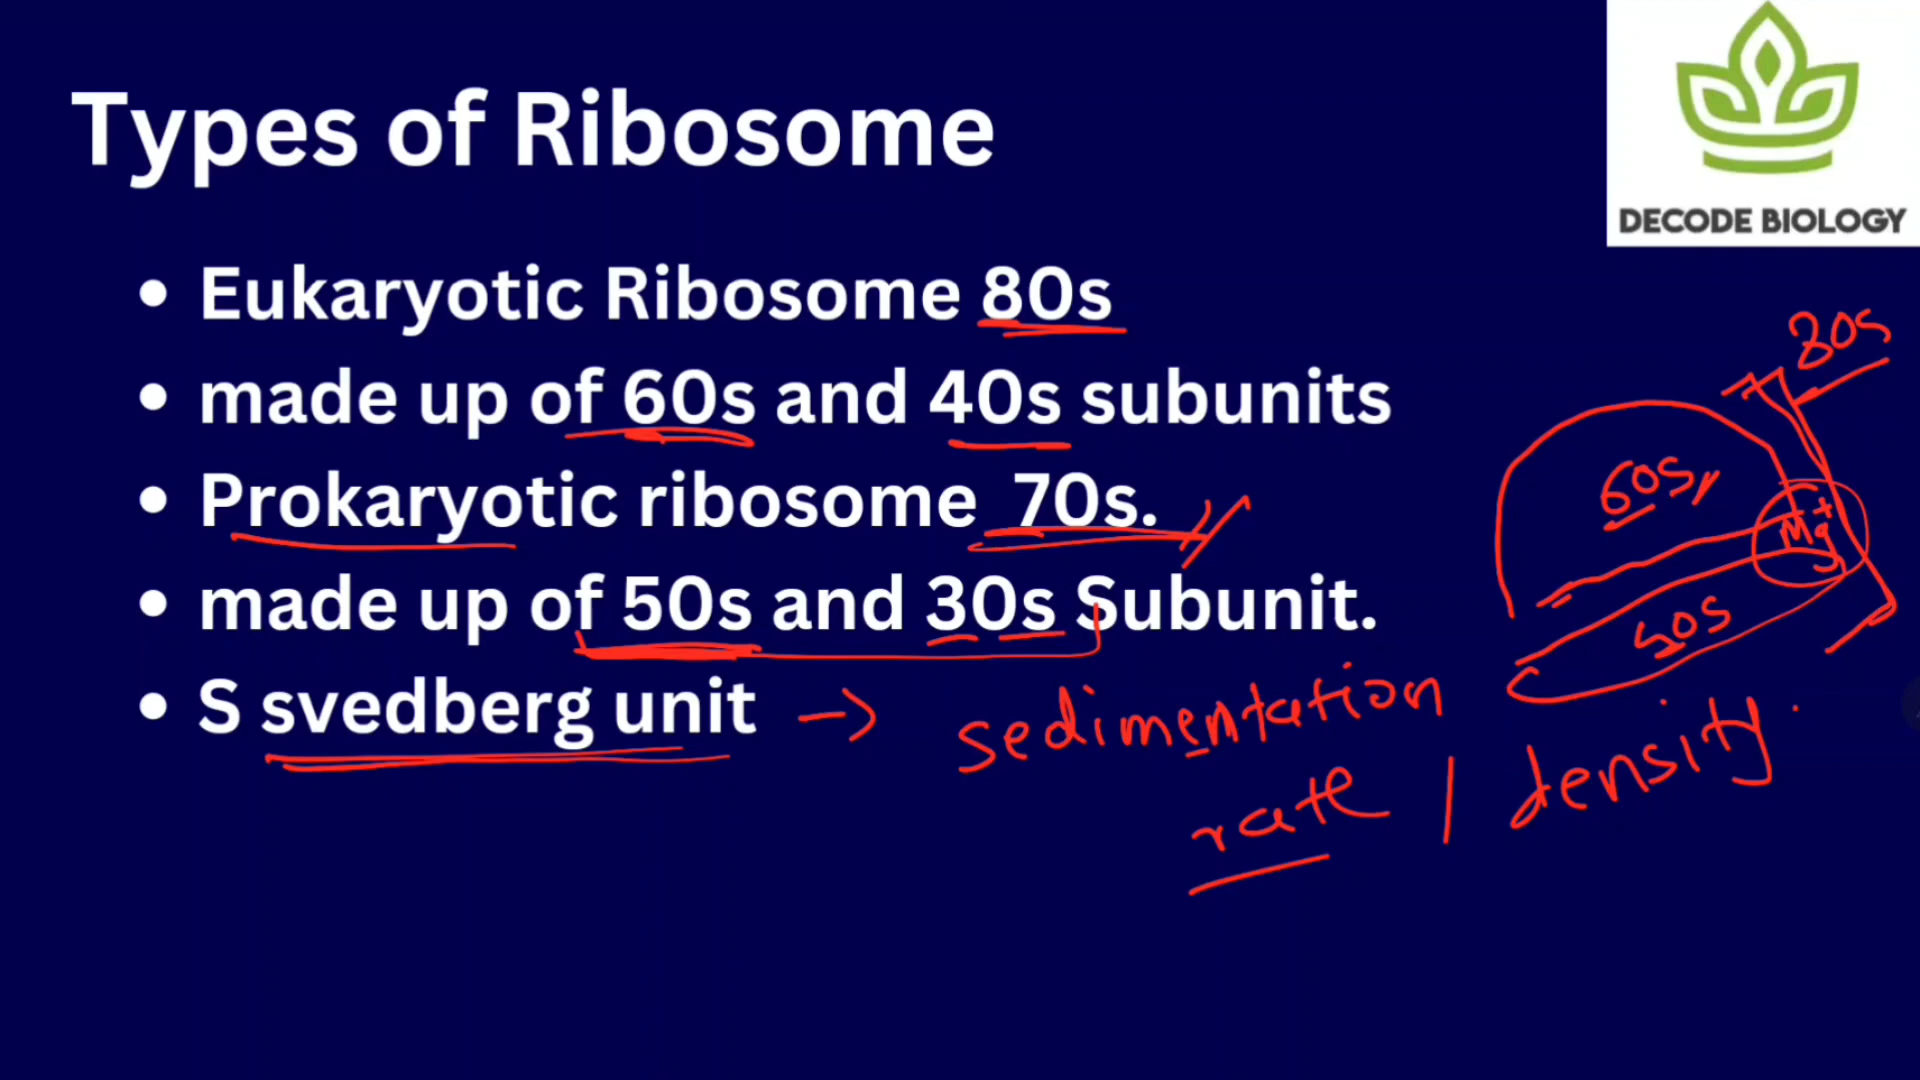 Types of Ribosome
DECODE BIOLOGY
• Eukaryotic Ribosome 80s
• made up of 60s and 40s subunits
• Prokaryotic ribosome 70s.
• made up of 50s and 30s Subunit.
• S svedberg unit → sedimentation
rate / density.
80s
60s
Mg+